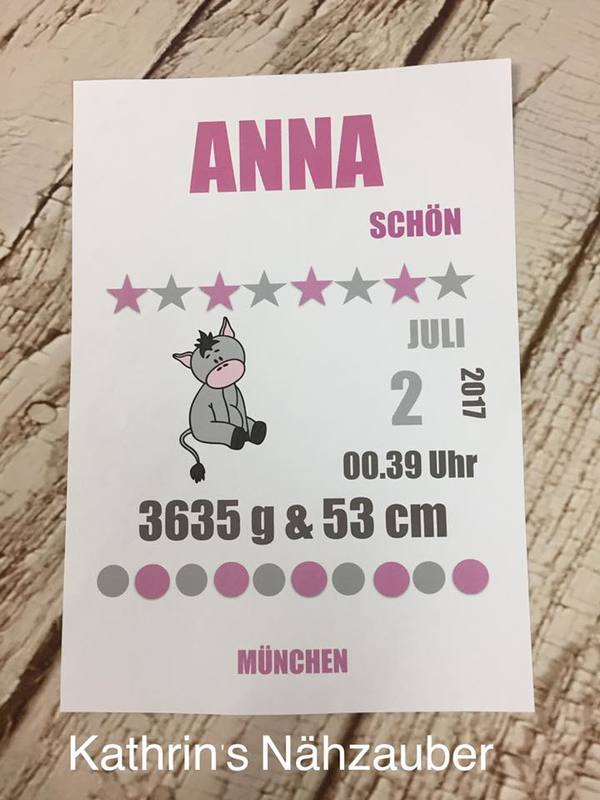 ANNA
SCHÖN
JULI
2
2017
00.39 Uhr
3635 g & 53 cm
MÜNCHEN
Kathrin's Nähzauber